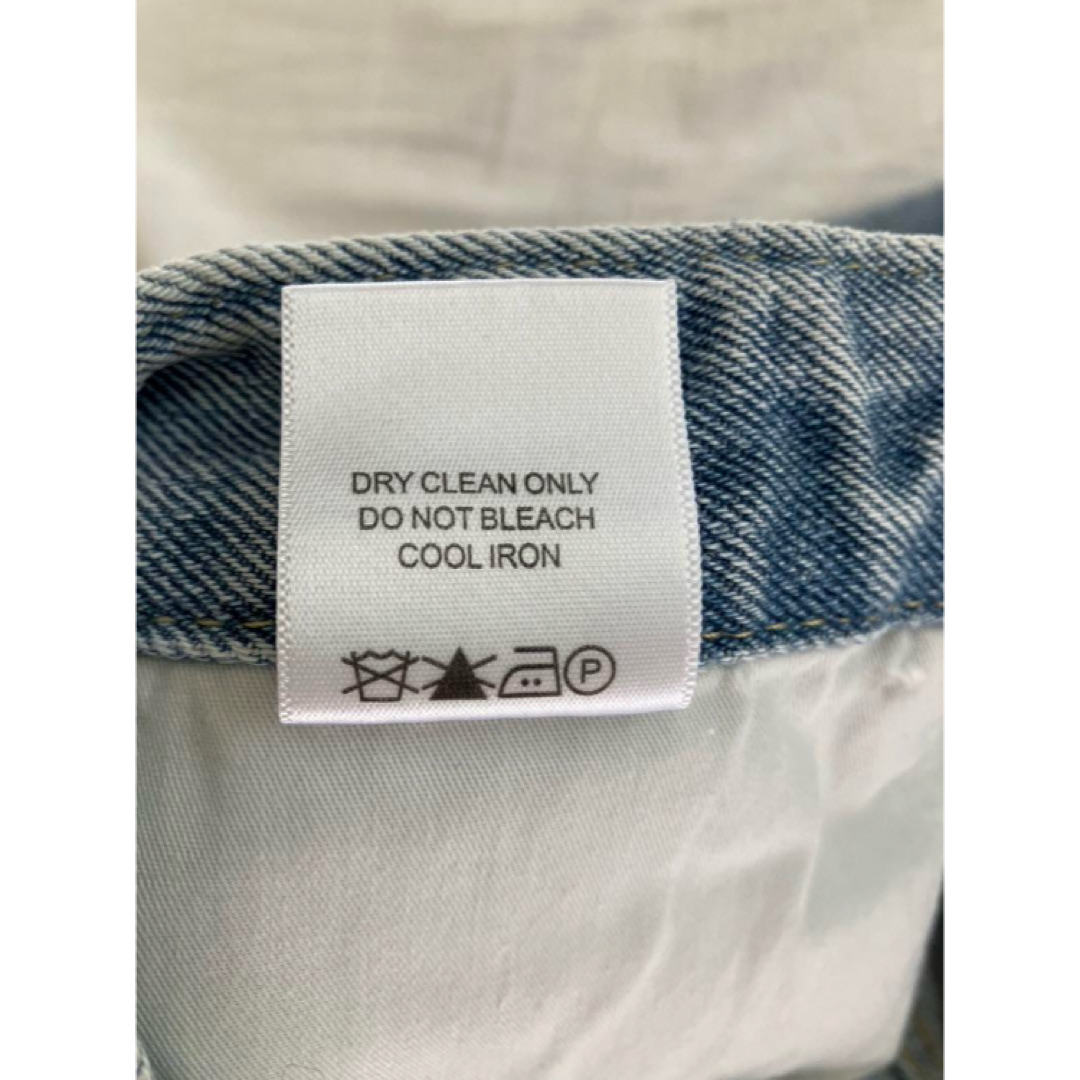 DRY CLEAN ONLY
DO NOT BLEACH
COOL IRON
P